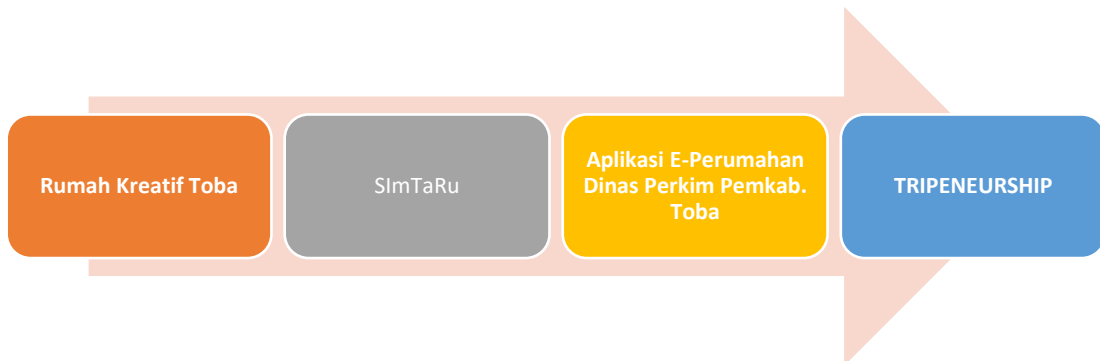 Rumah Kreatif Toba
SImTaRu
Aplikasi E-Perumahan
Dinas Perkim Pemkab.
Toba
TRIPENEURSHIP